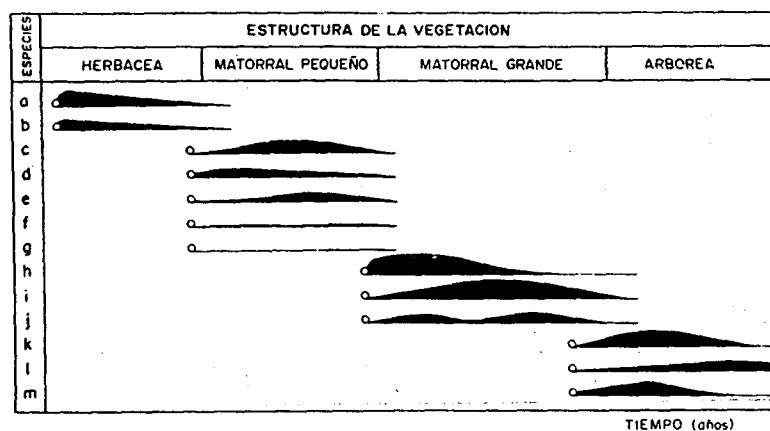 ESPECIES
ESTRUCTURA DE LA VEGETACION
HERBACEA MATORRAL PEQUEÑO MATORRAL GRANDE ARBOREA
a
b
c
d
e
f
g
h
i
j
k
l
m
TIEMPO (años)